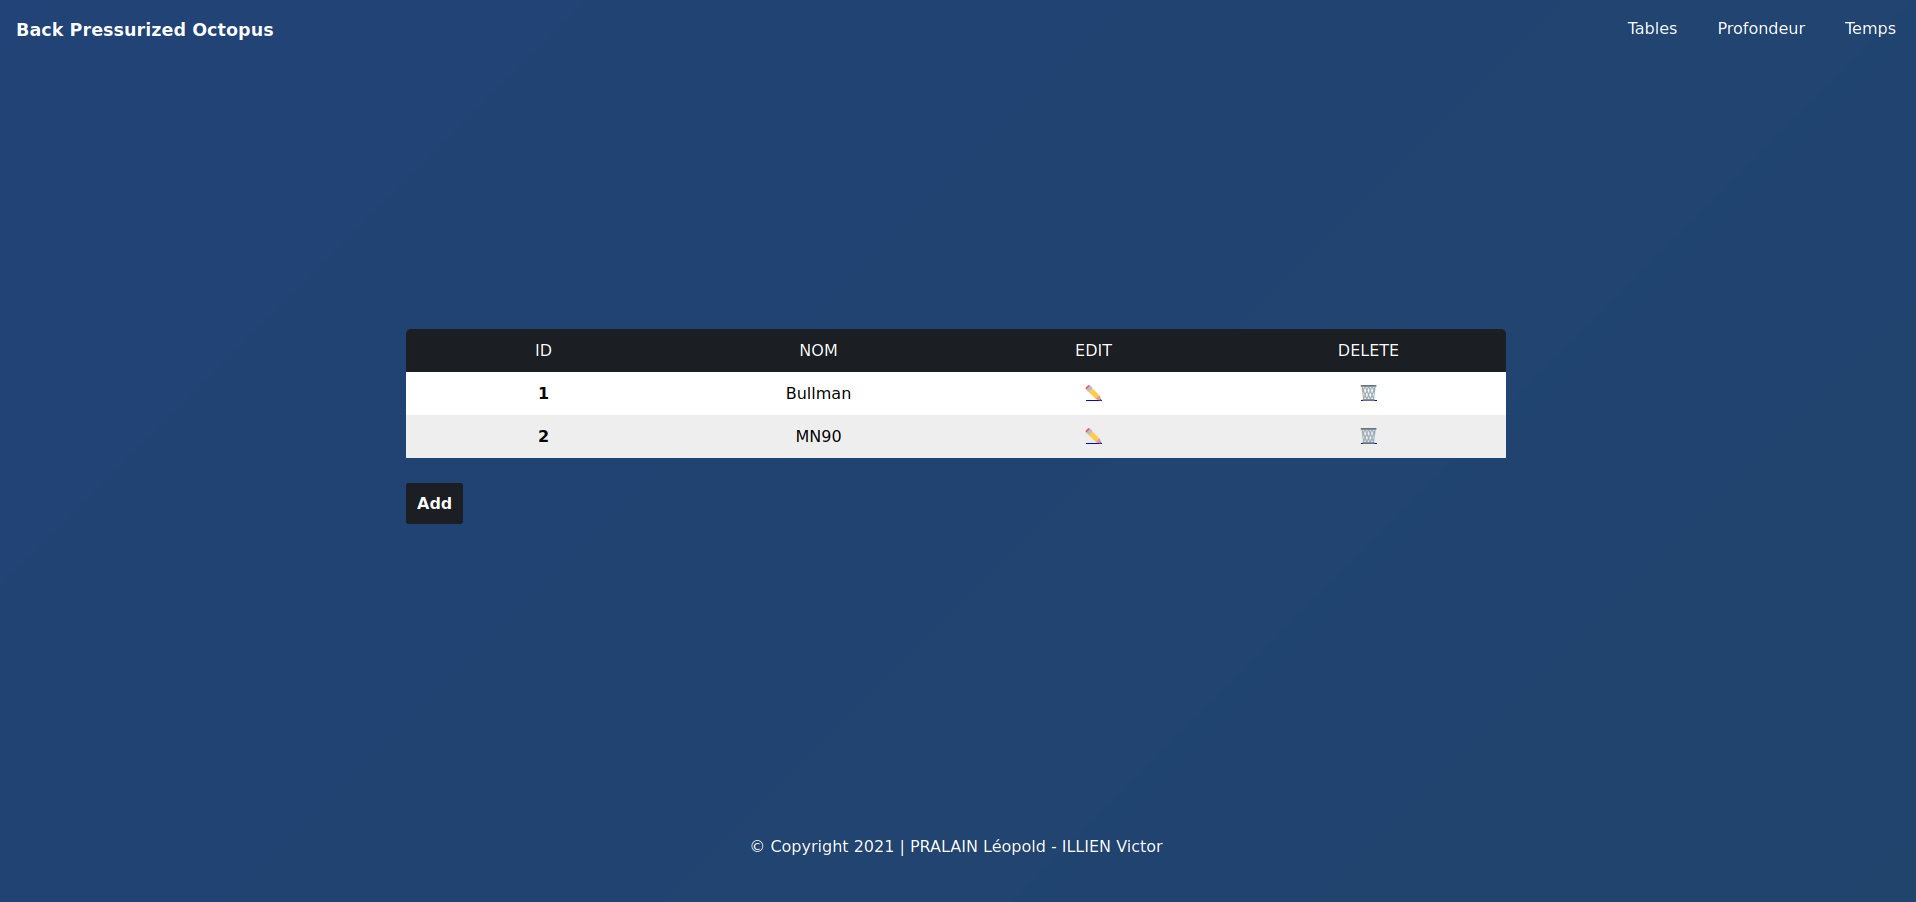 Back Pressurized Octopus Tables Profondeur Temps
ID NOM EDIT DELETE
1 Bullman
2 MN90
Add
© Copyright 2021 | PRALAIN Léopold - ILLIEN Victor